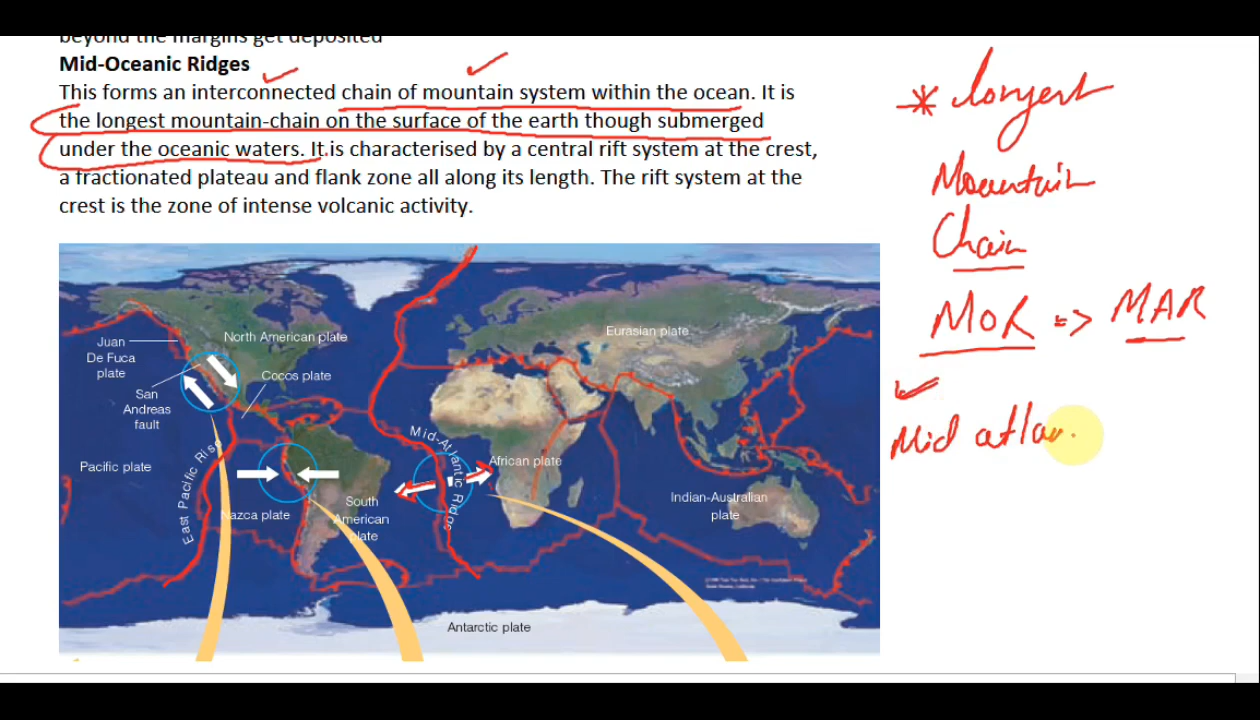 beyond the margins get deposited
Mid-Oceanic Ridges
This forms an interconnected chain of mountain system within the ocean. It is
the longest mountain-chain on the surface of the earth though submerged
under the oceanic waters. It is characterised by a central rift system at the crest,
a fractionated plateau and flank zone all along its length. The rift system at the
crest is the zone of intense volcanic activity.
* longest
Mountain
Chain
MOR => MAR
Mid atlan
North American plate
Juan
De Fuca
plate
Eurasian plate
Cocos plate
San
Andreas
fault
Mid-Atlantic Ridge
East Pacific Rise
Pacific plate
African plate
Nazca plate
South
American
plate
Indian-Australian
plate
Antarctic plate